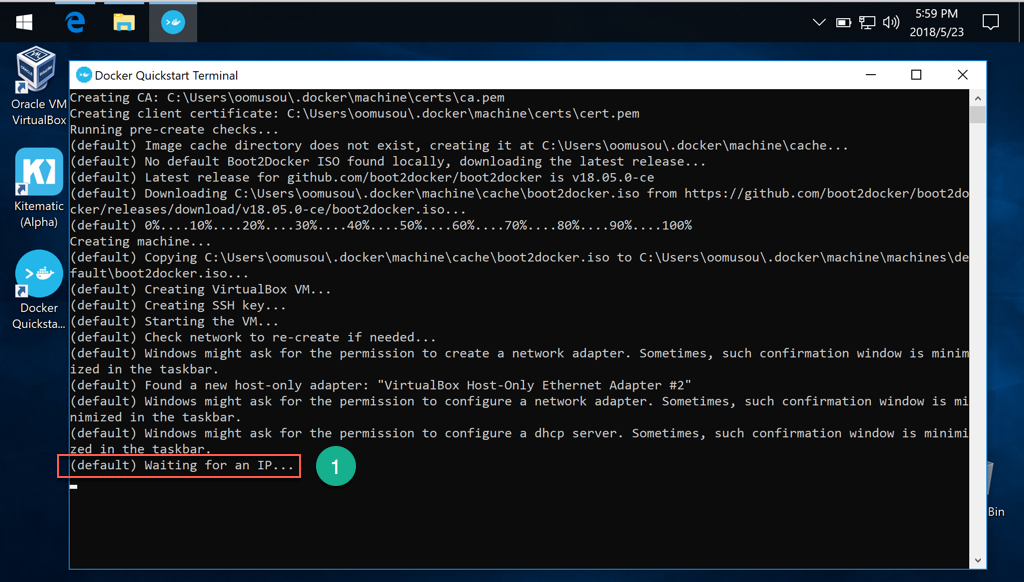 5:59 PM
2018/5/23
Oracle VM
VirtualBox
Kitematic
(Alpha)
Docker
Quicksta...
Docker Quickstart Terminal
Creating CA: C:\Users\oomusou\.docker\machine\certs\ca.pem
Creating client certificate: C:\Users\oomusou\.docker\machine\certs\cert.pem
Running pre-create checks...
(default) Image cache directory does not exist, creating it at C:\Users\oomusou\.docker\machine\cache...
(default) No default Boot2Docker ISO found locally, downloading the latest release...
(default) Latest release for github.com/boot2docker/boot2docker is v18.05.0-ce
(default) Downloading C:\Users\oomusou\.docker\machine\cache\boot2docker.iso from https://github.com/boot2docker/boot2do
cker/releases/download/v18.05.0-ce/boot2docker.iso...
(default) 0%....10%....20%....30%....40%....50%....60%....70%....80%....90%....100%
Creating machine...
(default) Copying C:\Users\oomusou\.docker\machine\cache\boot2docker.iso to C:\Users\oomusou\.docker\machine\machines\de
fault\boot2docker.iso...
(default) Creating VirtualBox VM...
(default) Creating SSH key...
(default) Starting the VM...
(default) Check network to re-create if needed...
(default) Windows might ask for the permission to create a network adapter. Sometimes, such confirmation window is minim
ized in the taskbar.
(default) Found a new host-only adapter: "VirtualBox Host-Only Ethernet Adapter #2"
(default) Windows might ask for the permission to configure a network adapter. Sometimes, such confirmation window is mi
nimized in the taskbar.
(default) Windows might ask for the permission to configure a dhcp server. Sometimes, such confirmation window is minimi
zed in the taskbar.
(default) Waiting for an IP...
1
Bin